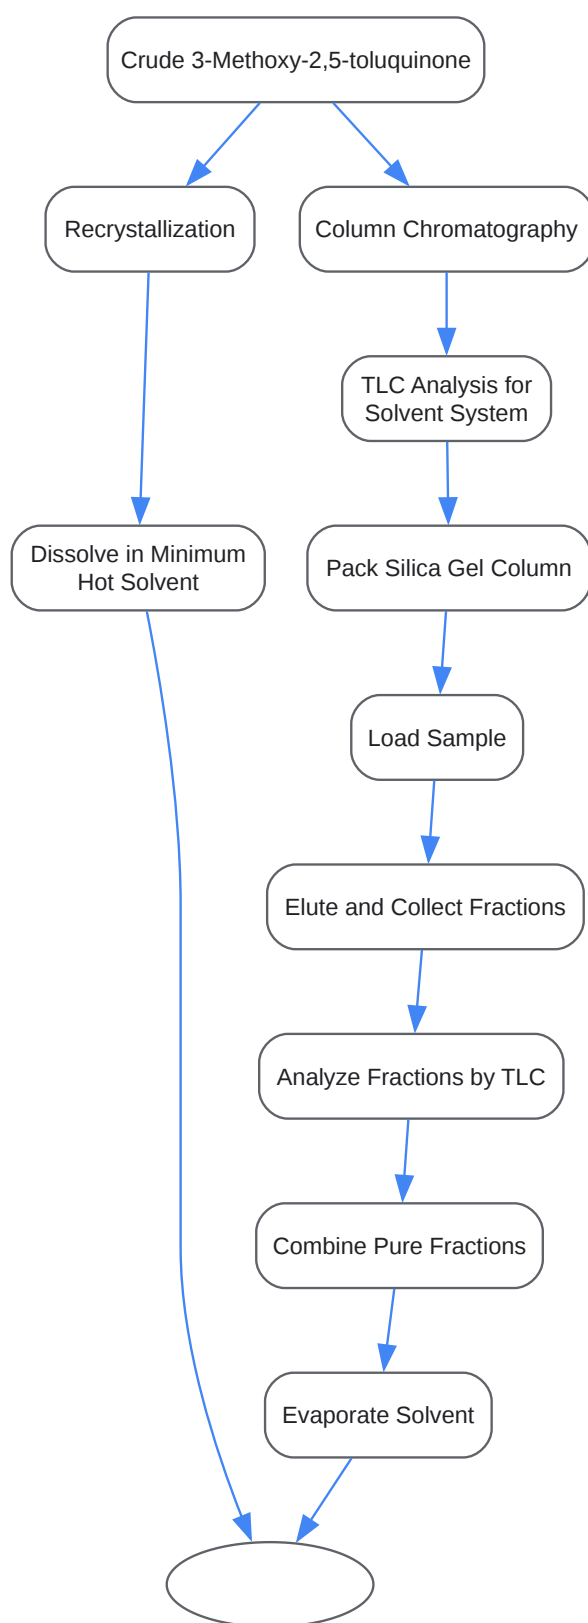 Crude 3-Methoxy-2,5-toluquinone
Recrystallization
Column Chromatography
TLC Analysis for
Solvent System
Dissolve in Minimum
Hot Solvent
Pack Silica Gel Column
Load Sample
Elute and Collect Fractions
Analyze Fractions by TLC
Combine Pure Fractions
Evaporate Solvent